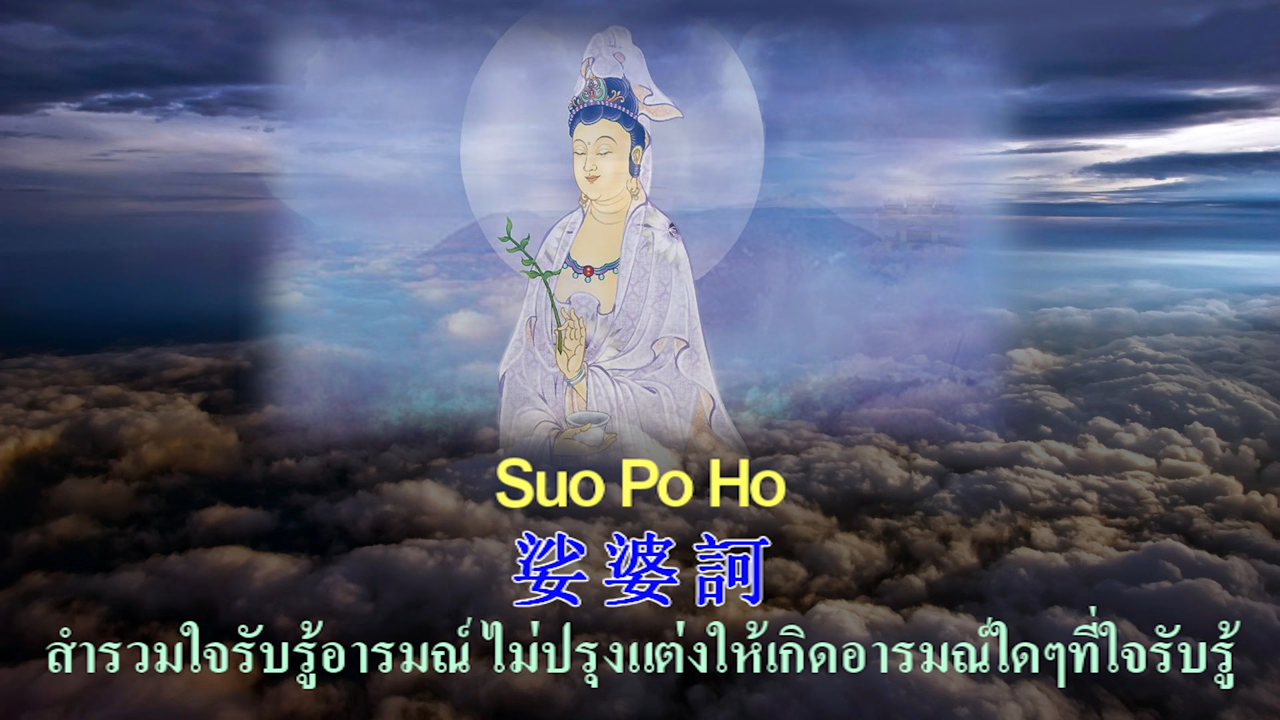 Suo Po Ho
娑婆訶
สำรวมใจรับรู้อารมณ์ ไม่ปรุงแต่งให้เกิดอารมณ์ใดๆที่ใจรับรู้